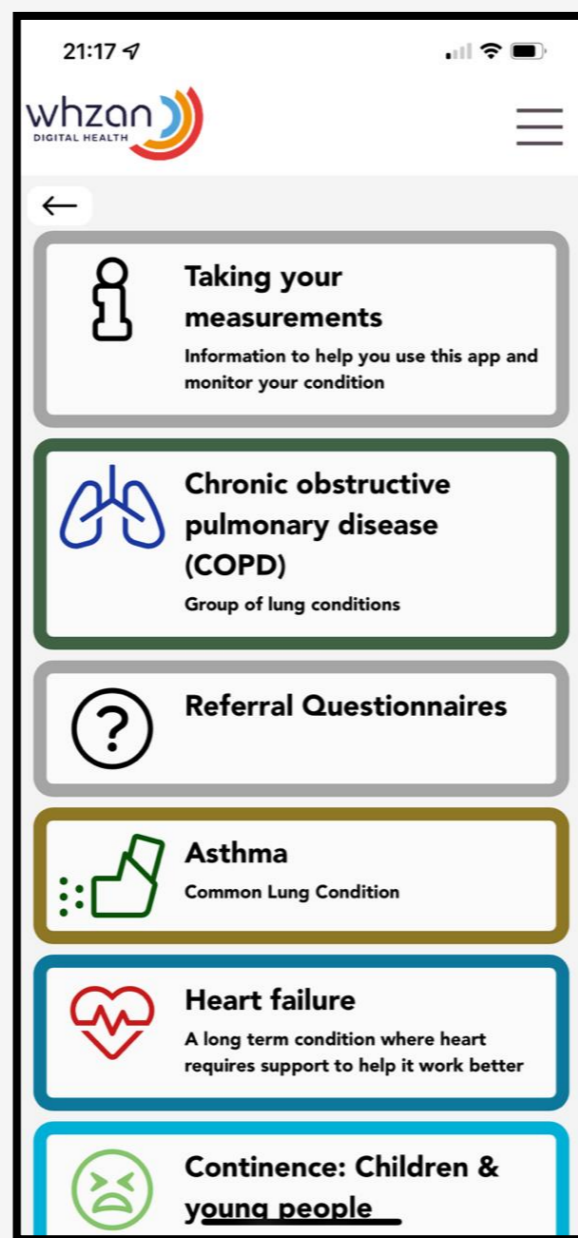 21:17
whzan
DIGITAL HEALTH
Taking your
measurements
Information to help you use this app and
monitor your condition
Chronic obstructive
pulmonary disease
(COPD)
Group of lung conditions
?
Referral Questionnaires
Asthma
Common Lung Condition
Heart failure
A long term condition where heart
requires support to help it work better
Continence: Children &
young people